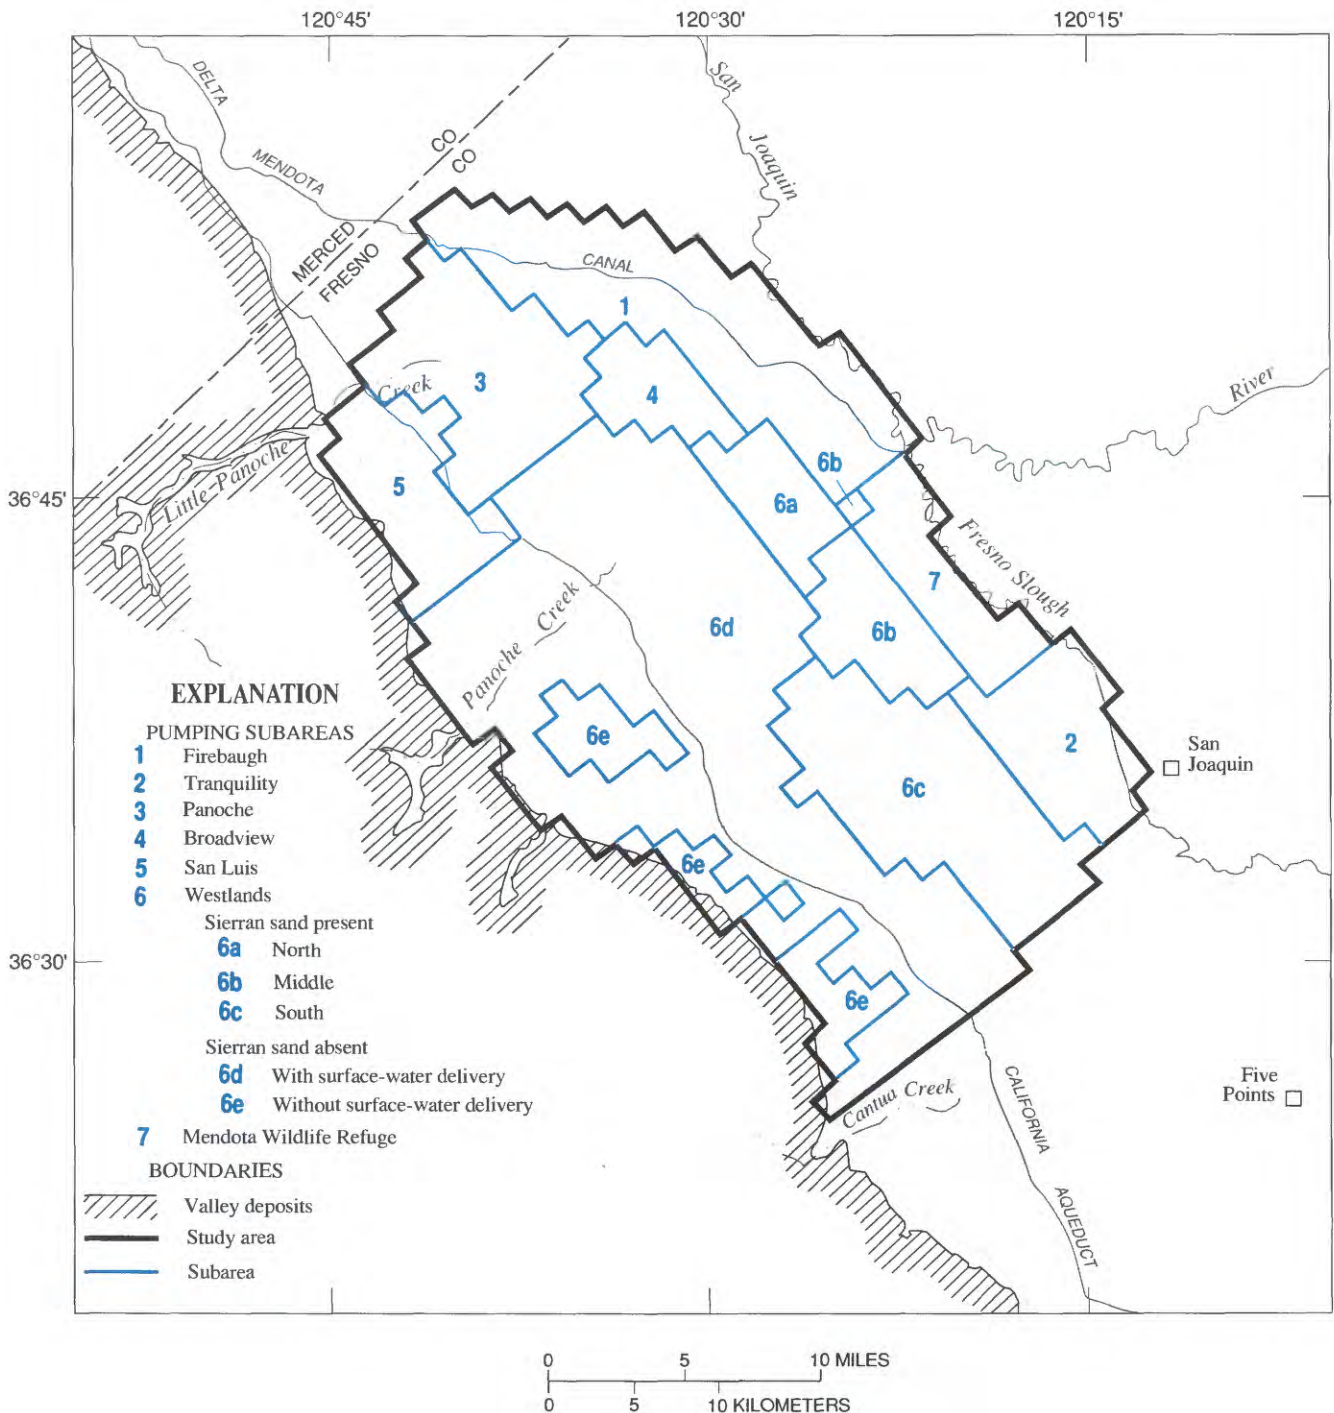 120°45'
120°30'
120°15'
DELTA
MENDOTA
CANAL
San
Joaquin
River
CO
CO
MERCED
FRESNO
1
3
Creek
4
Little Panoche
5
36°45'
6b
6a
7
Fresno Slough
6b
6d
Panoche Creek
6e
2
San
Joaquin
6c
6e
36°30'
6e
Cantua Creek
CALIFORNIA
AQUEDUCT
Five
Points
EXPLANATION
PUMPING SUBAREAS
1 Firebaugh
2 Tranquility
3 Panoche
4 Broadview
5 San Luis
6 Westlands
Sierran sand present
6a North
6b Middle
6c South
Sierran sand absent
6d With surface-water delivery
6e Without surface-water delivery
7 Mendota Wildlife Refuge
BOUNDARIES
Valley deposits
Study area
Subarea
0 5 10 MILES
0 5 10 KILOMETERS